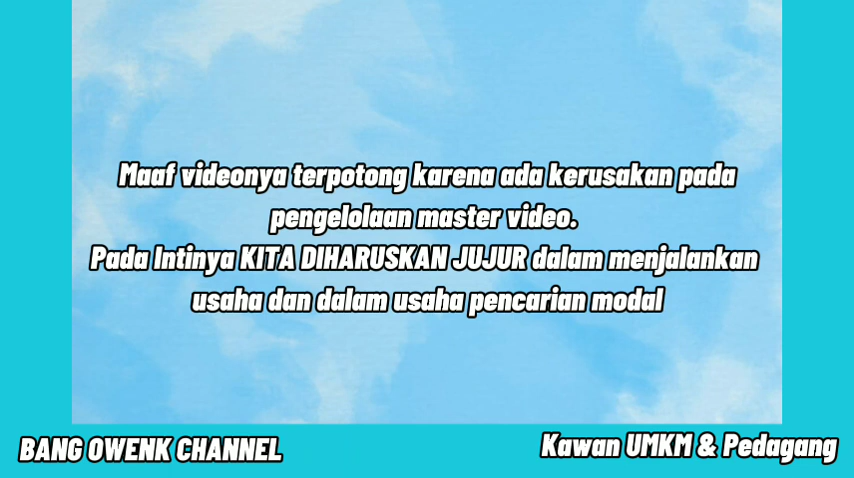 Maaf videonya terpotong karena ada kerusakan pada
pengelolaan master video.
Pada Intinya KITA DIHARUSKAN JUJUR dalam menjalankan
usaha dan dalam usaha pencarian modal
BANG OWENK CHANNEL
Kawan UMKM & Pedagang